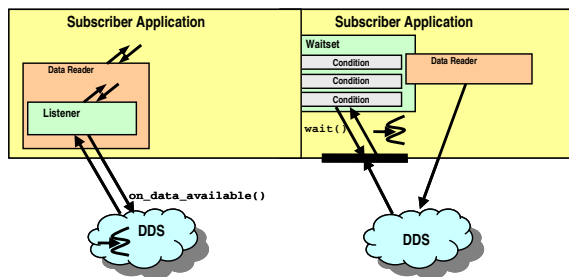 Subscriber Application
Data Reader
Listener
on_data_available()
DDS
Subscriber Application
Waitset
Condition
Condition
Condition
Data Reader
wait()
DDS